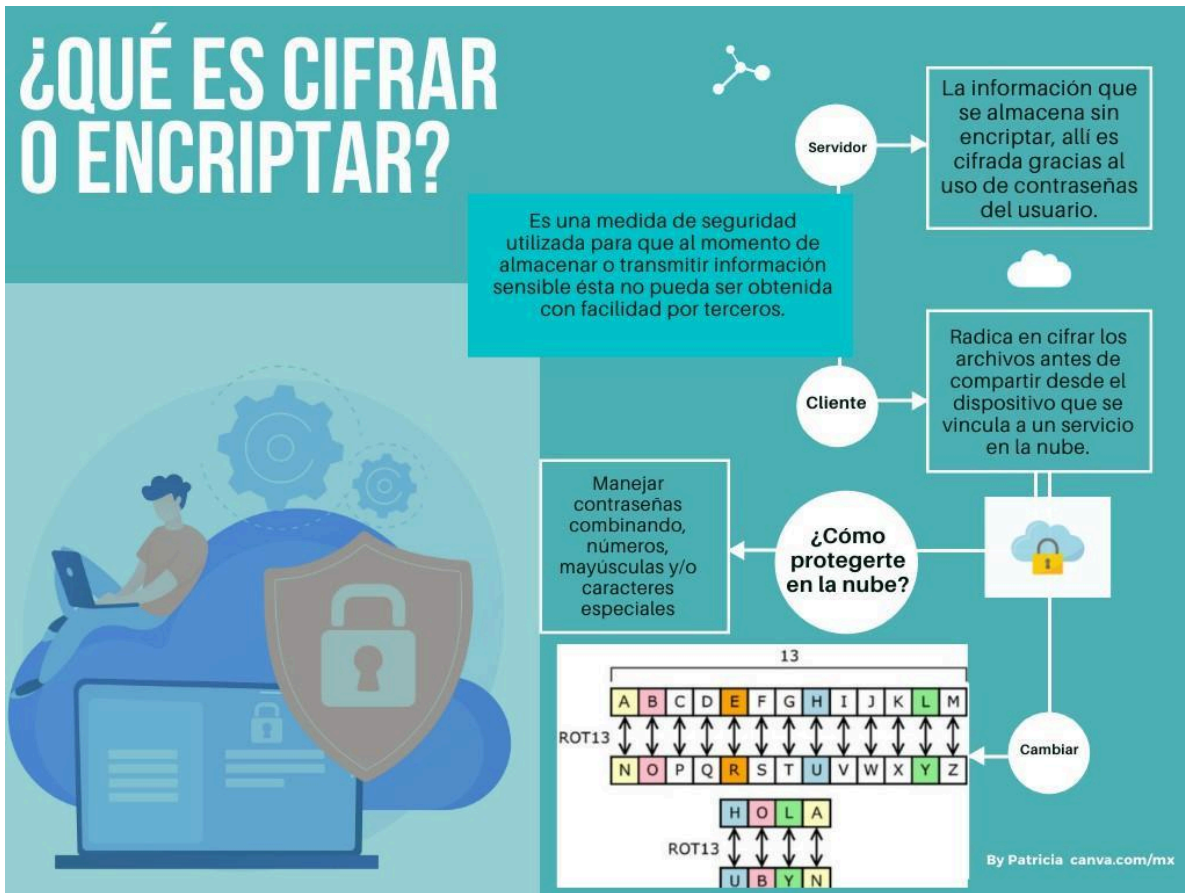 ¿QUÉ ES CIFRAR
O ENCRIPTAR?
Es una medida de seguridad
utilizada para que al momento de
almacenar o transmitir información
sensible ésta no pueda ser obtenida
con facilidad por terceros.
Servidor
La información que
se almacena sin
encriptar, allí es
cifrada gracias al
uso de contraseñas
del usuario.
Cliente
Radica en cifrar los
archivos antes de
compartir desde el
dispositivo que se
vincula a un servicio
en la nube.
¿Cómo
protegerte
en la nube?
Manejar
contraseñas
combinando,
números,
mayúsculas y/o
caracteres
especiales
Cambiar
13
A B C D E F G H I J K L M
ROT13
N O P Q R S T U V W X Y Z
H O L A
ROT13
U B Y N
By Patricia canva.com/mx